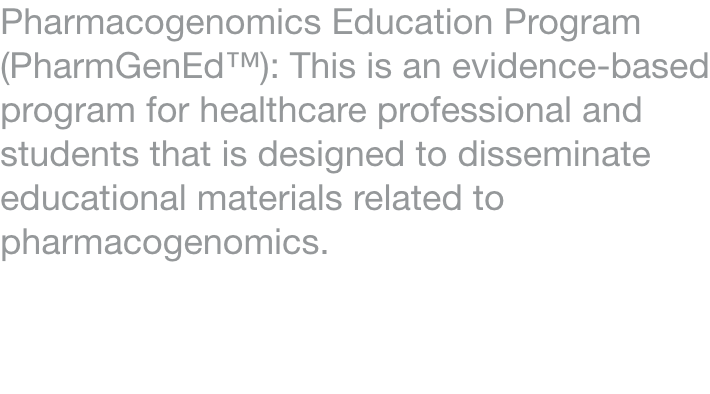 Pharmacogenomics Education Program
(PharmGenEd™): This is an evidence-based
program for healthcare professional and
students that is designed to disseminate
educational materials related to
pharmacogenomics.